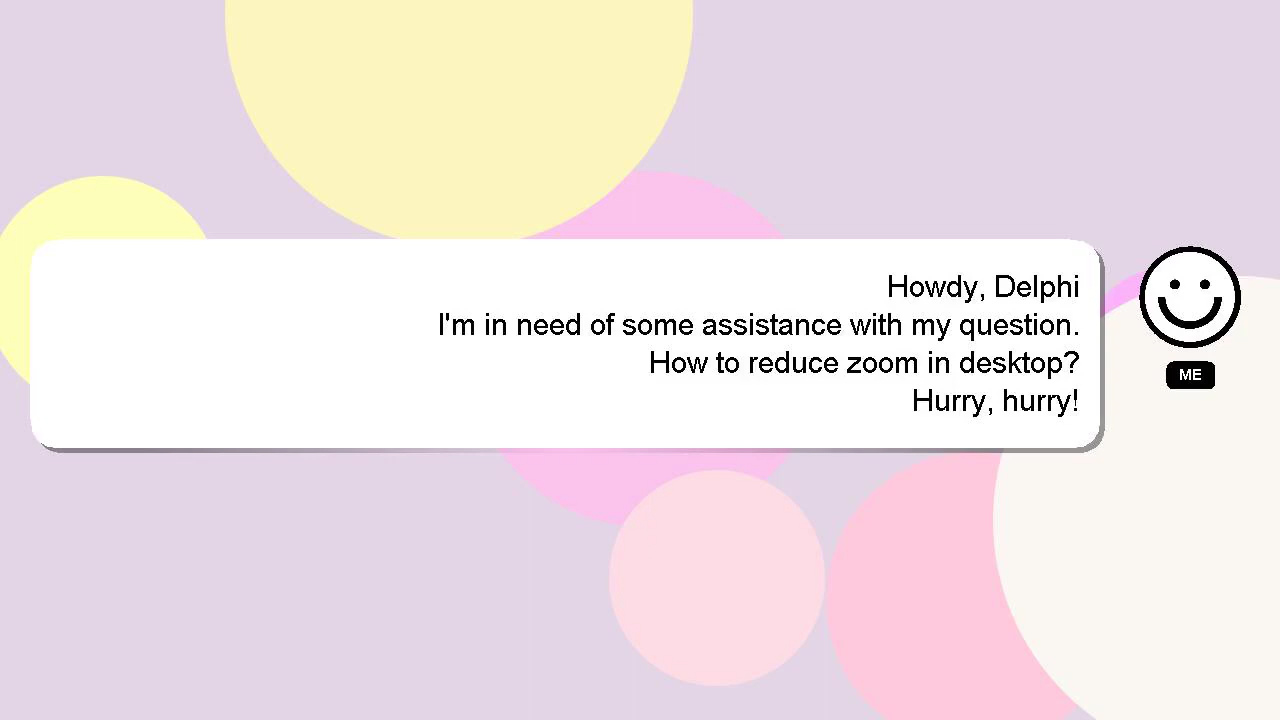 Howdy, Delphi
I'm in need of some assistance with my question.
How to reduce zoom in desktop?
Hurry, hurry!
ME